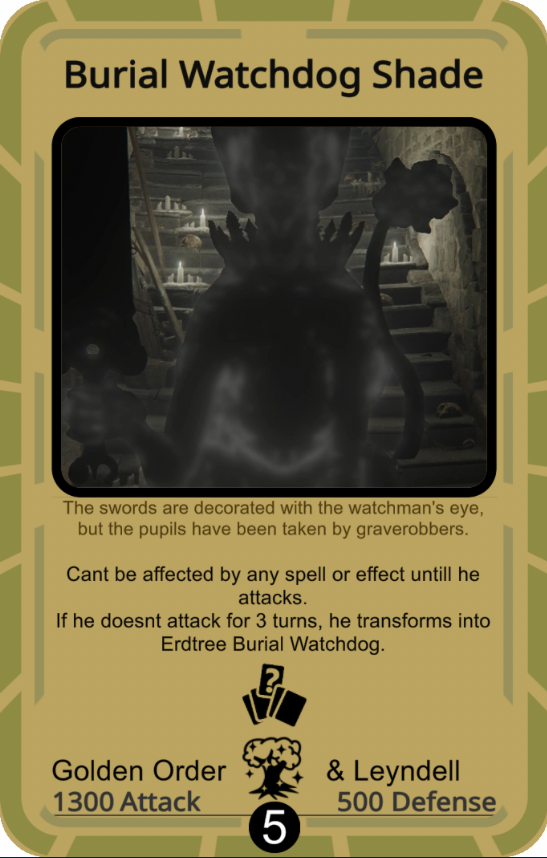 Burial Watchdog Shade
The swords are decorated with the watchman's eye,
but the pupils have been taken by graverobbers.
Cant be affected by any spell or effect untill he
attacks.
If he doesnt attack for 3 turns, he transforms into
Erdtree Burial Watchdog.
?
Golden Order & Leyndell
1300 Attack 500 Defense
5